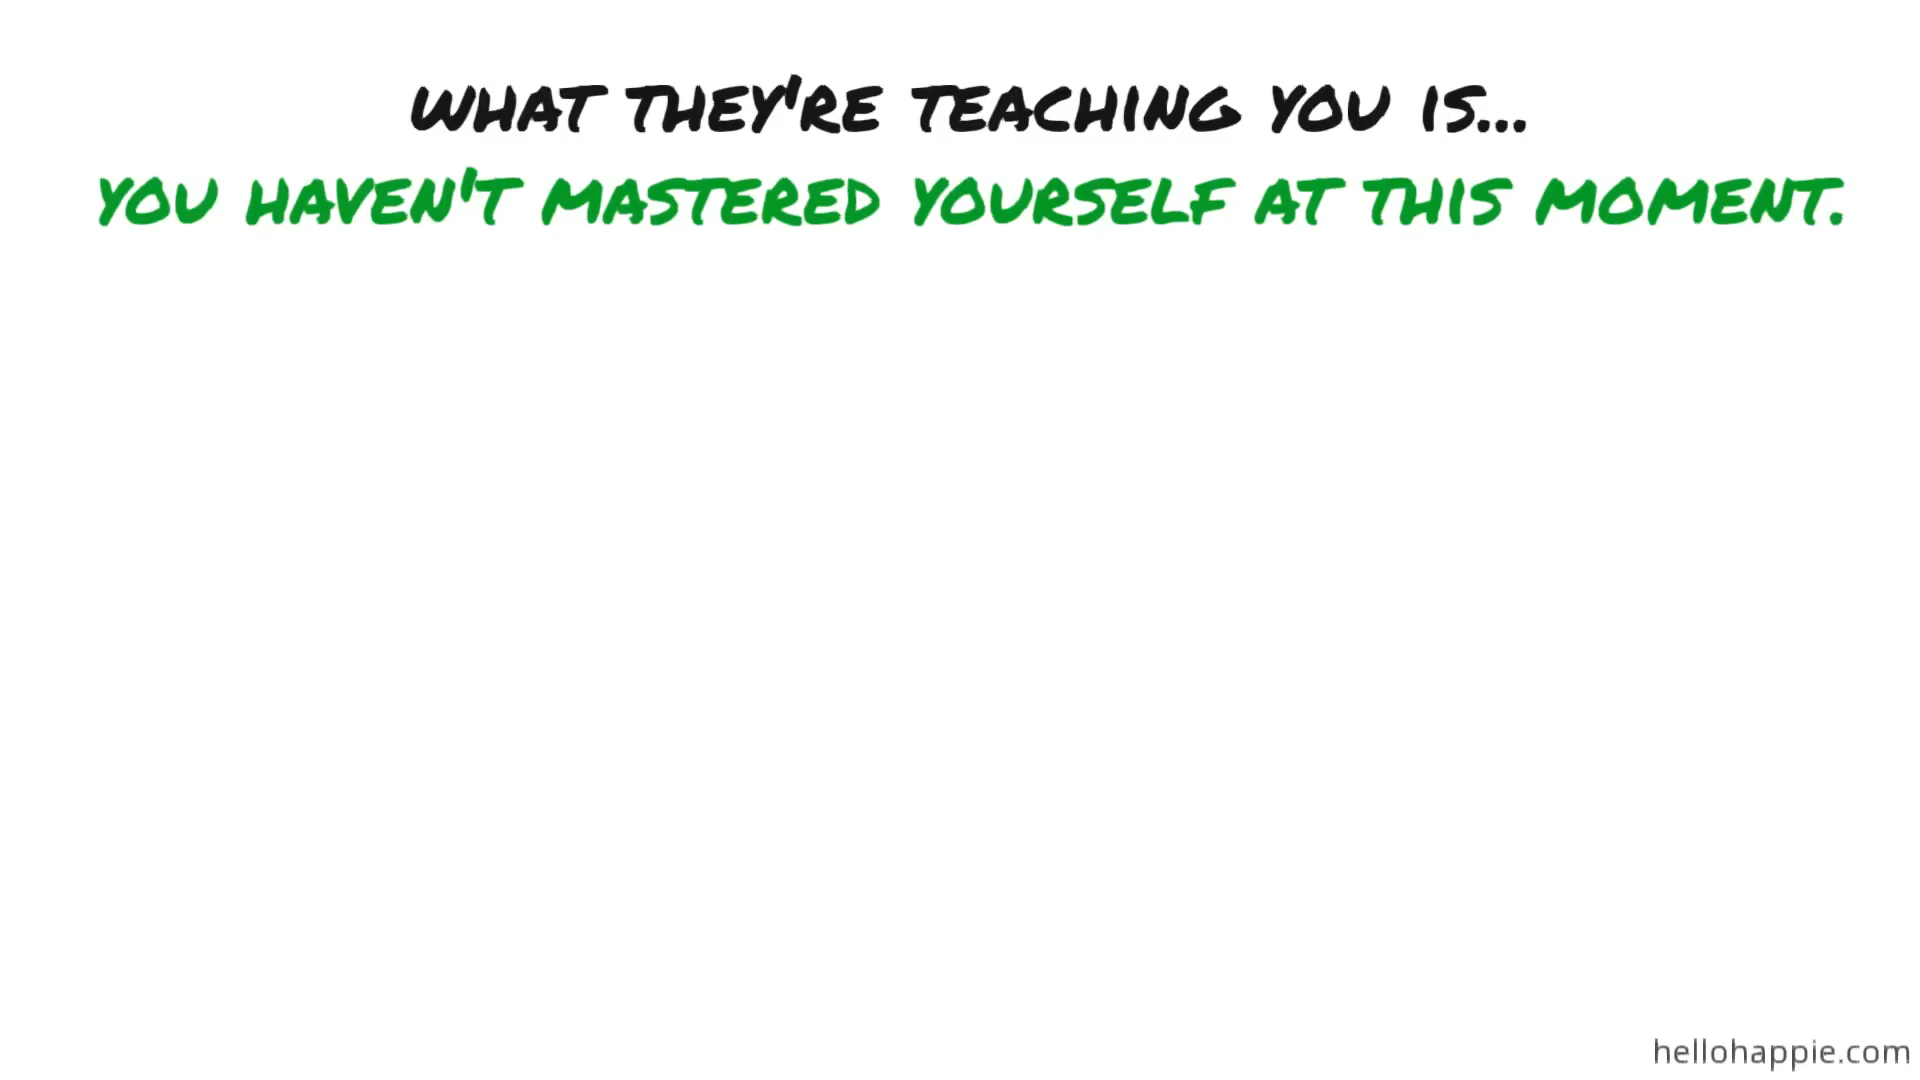 WHAT THEY'RE TEACHING YOU IS...
YOU HAVEN'T MASTERED YOURSELF AT THIS MOMENT.
hellohappie.com